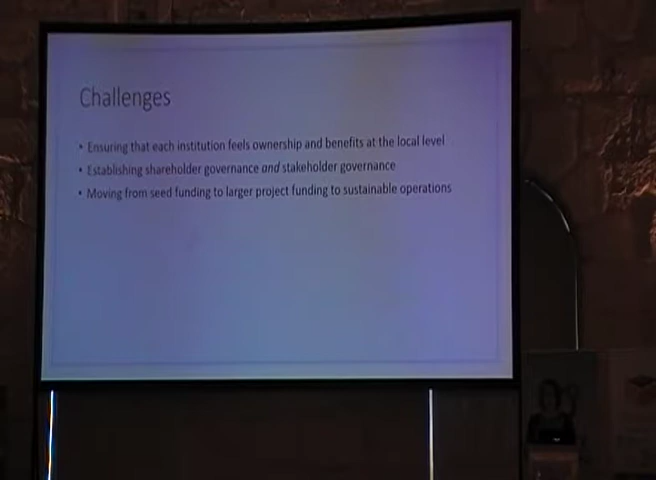 Challenges
• Ensuring that each institution feels ownership and benefits at the local level
• Establishing shareholder governance and stakeholder governance
• Moving from seed funding to larger project funding to sustainable operations